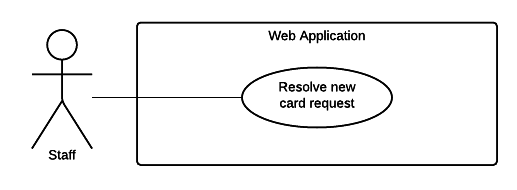 Web Application
Resolve new
card request
Staff